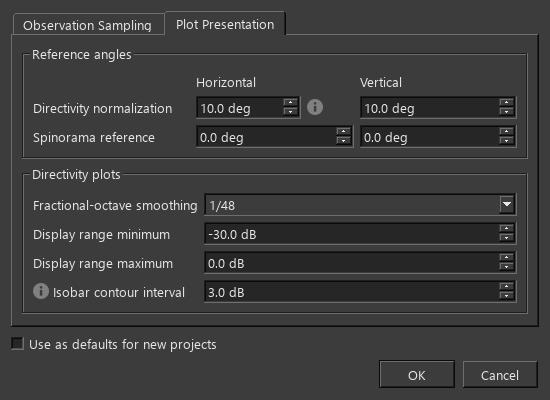 Observation Sampling Plot Presentation
Reference angles
Horizontal Vertical
Directivity normalization 10.0 deg 10.0 deg
Spinorama reference 0.0 deg 0.0 deg
Directivity plots
Fractional-octave smoothing 1/48
Display range minimum -30.0 dB
Display range maximum 0.0 dB
Isobar contour interval 3.0 dB
Use as defaults for new projects
OK Cancel